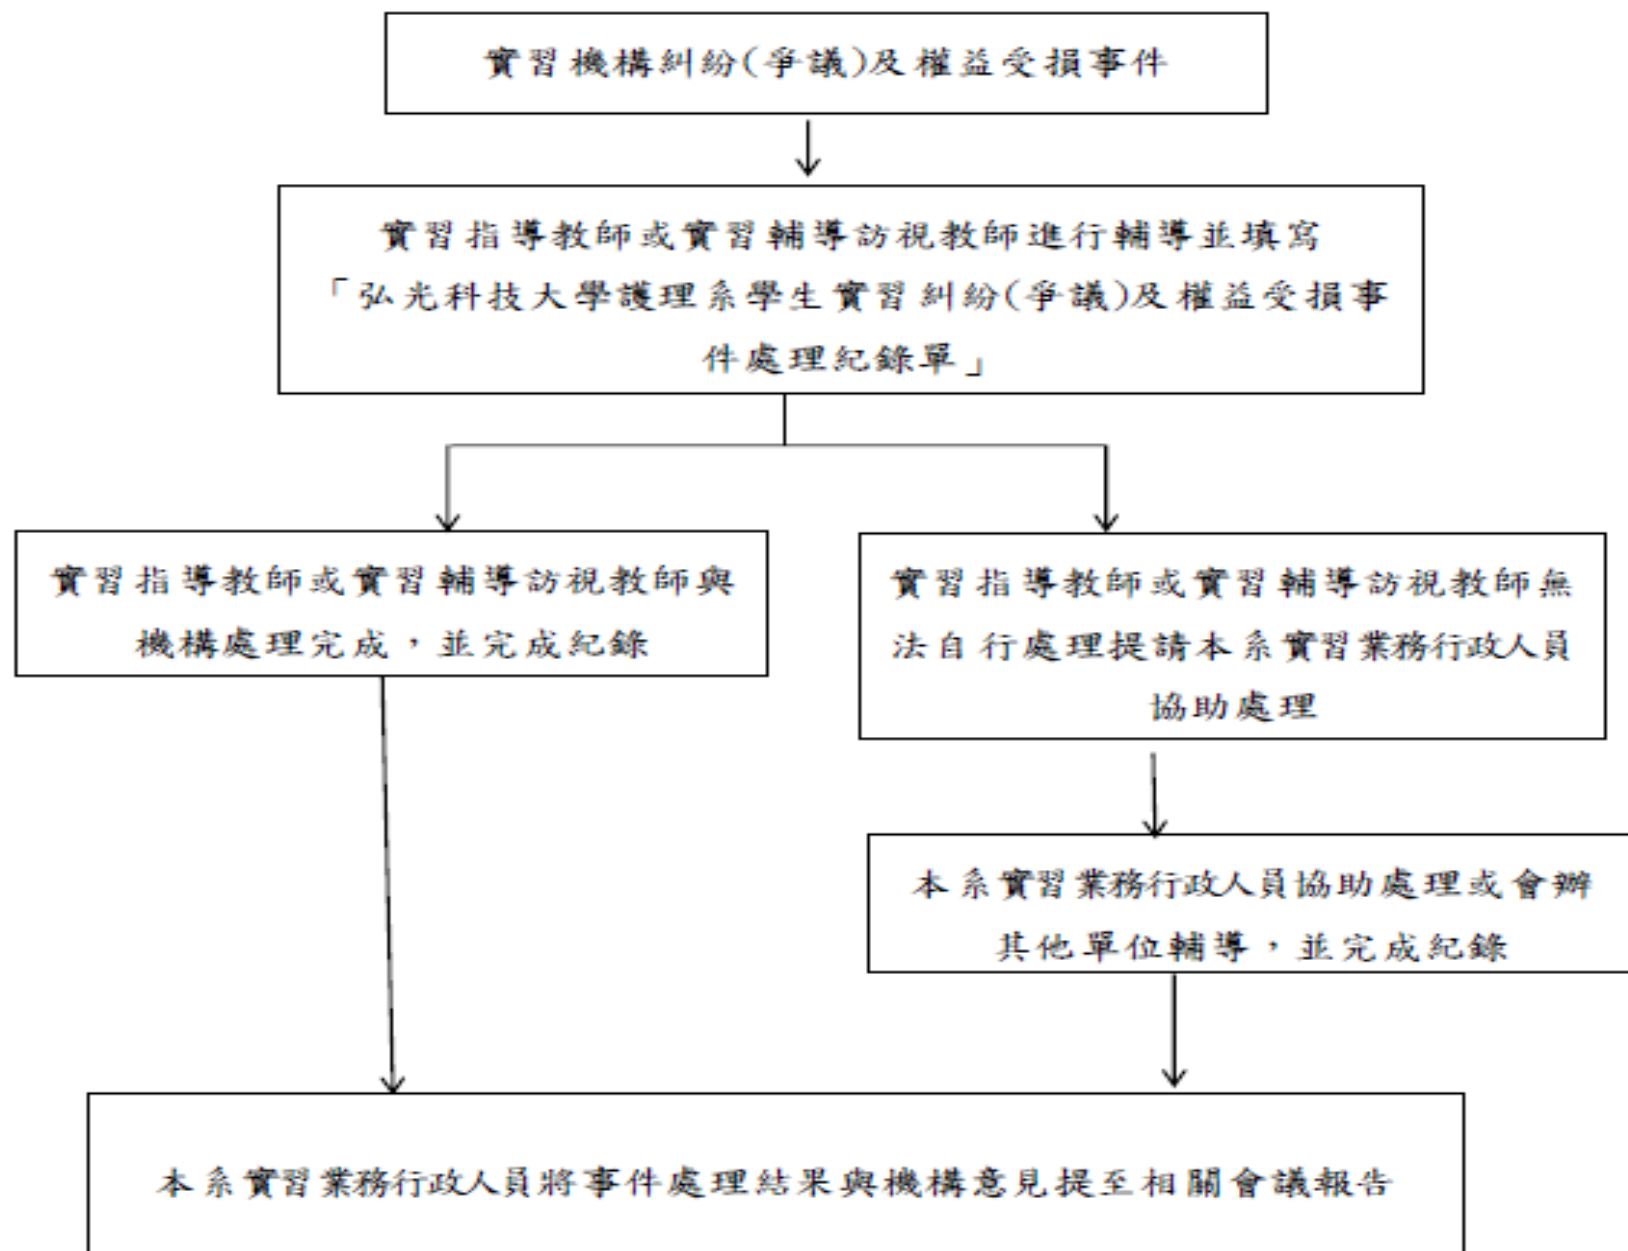 實習機構糾紛(爭議)及權益受損事件
實習指導教師或實習輔導訪視教師進行輔導並填寫
「弘光科技大學護理系學生實習糾紛(爭議)及權益受損事
件處理紀錄單」
實習指導教師或實習輔導訪視教師與
機構處理完成，並完成紀錄
實習指導教師或實習輔導訪視教師無
法自行處理提請本系實習業務行政人員
協助處理
本系實習業務行政人員協助處理或會辦
其他單位輔導，並完成紀錄
本系實習業務行政人員將事件處理結果與機構意見提至相關會議報告